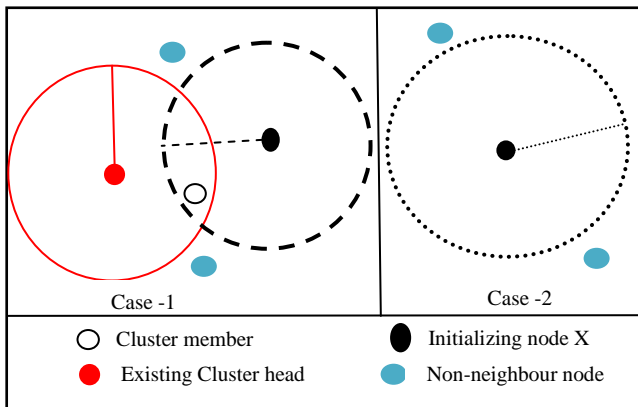 Case -1
Case -2
Cluster member
Initializing node X
Existing Cluster head
Non-neighbour node